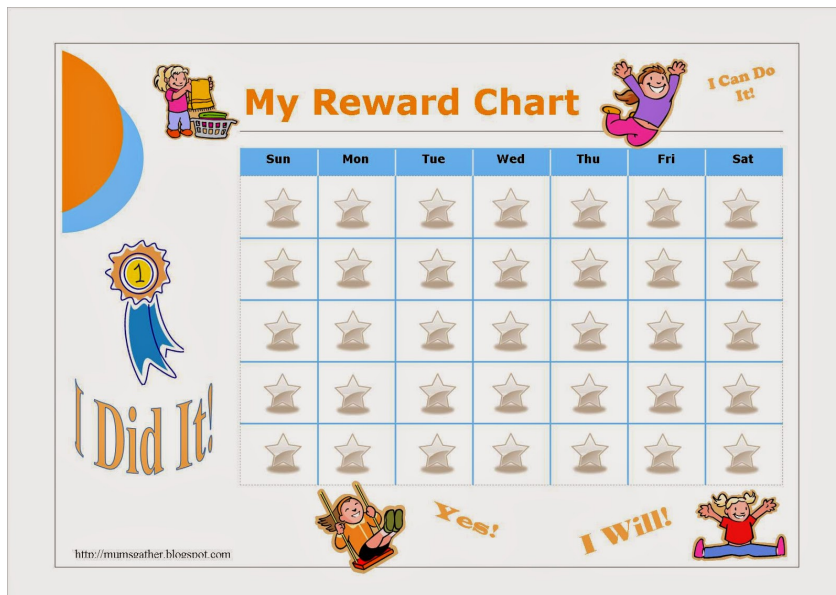 My Reward Chart
I Can Do
It!
Sun Mon Tue Wed Thu Fri Sat
1
I Did It!
Yes!
I Will!
http://mumsgather.blogspot.com